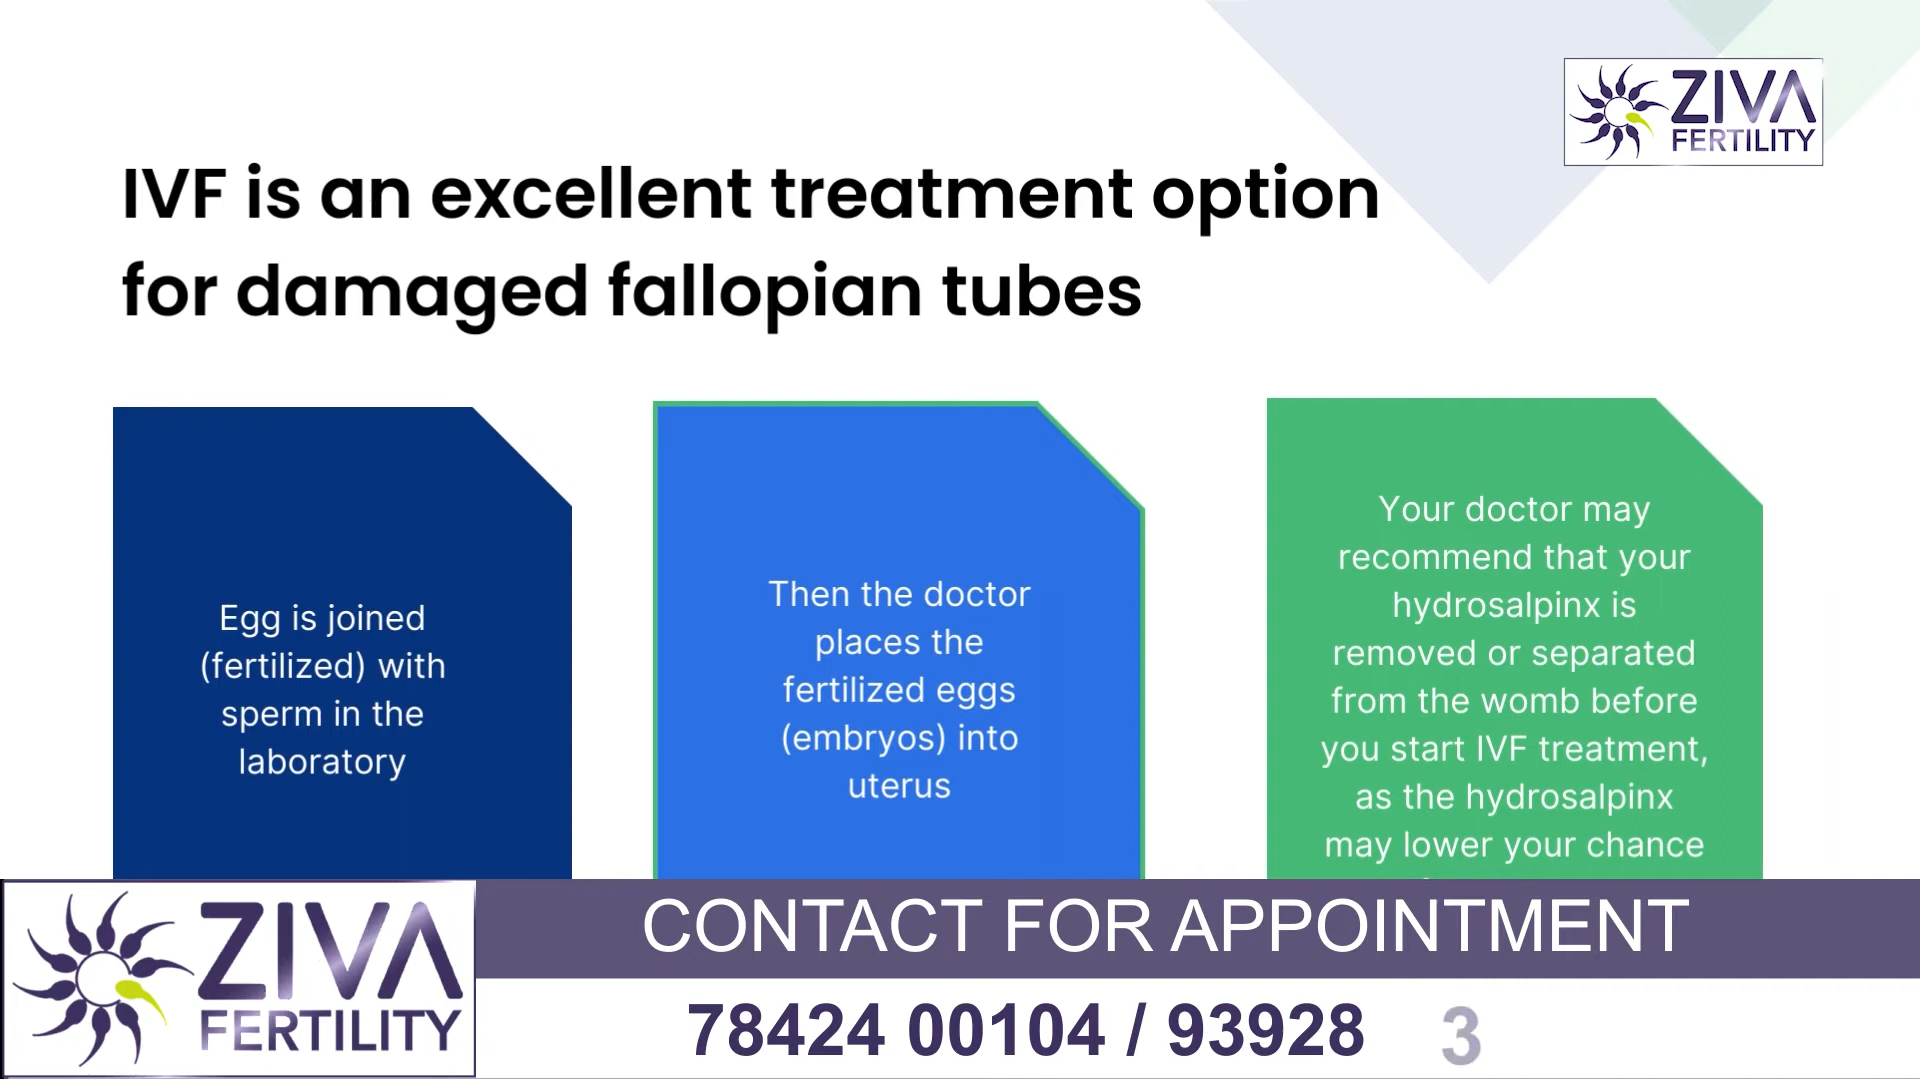 ZIVA
FERTILITY
IVF is an excellent treatment option
for damaged fallopian tubes
Egg is joined
(fertilized) with
sperm in the
laboratory
Then the doctor
places the
fertilized eggs
(embryos) into
uterus
Your doctor may
recommend that your
hydrosalpinx is
removed or separated
from the womb before
you start IVF treatment,
as the hydrosalpinx
may lower your chance
ZIVA
FERTILITY
CONTACT FOR APPOINTMENT
78424 00104 / 93928 3